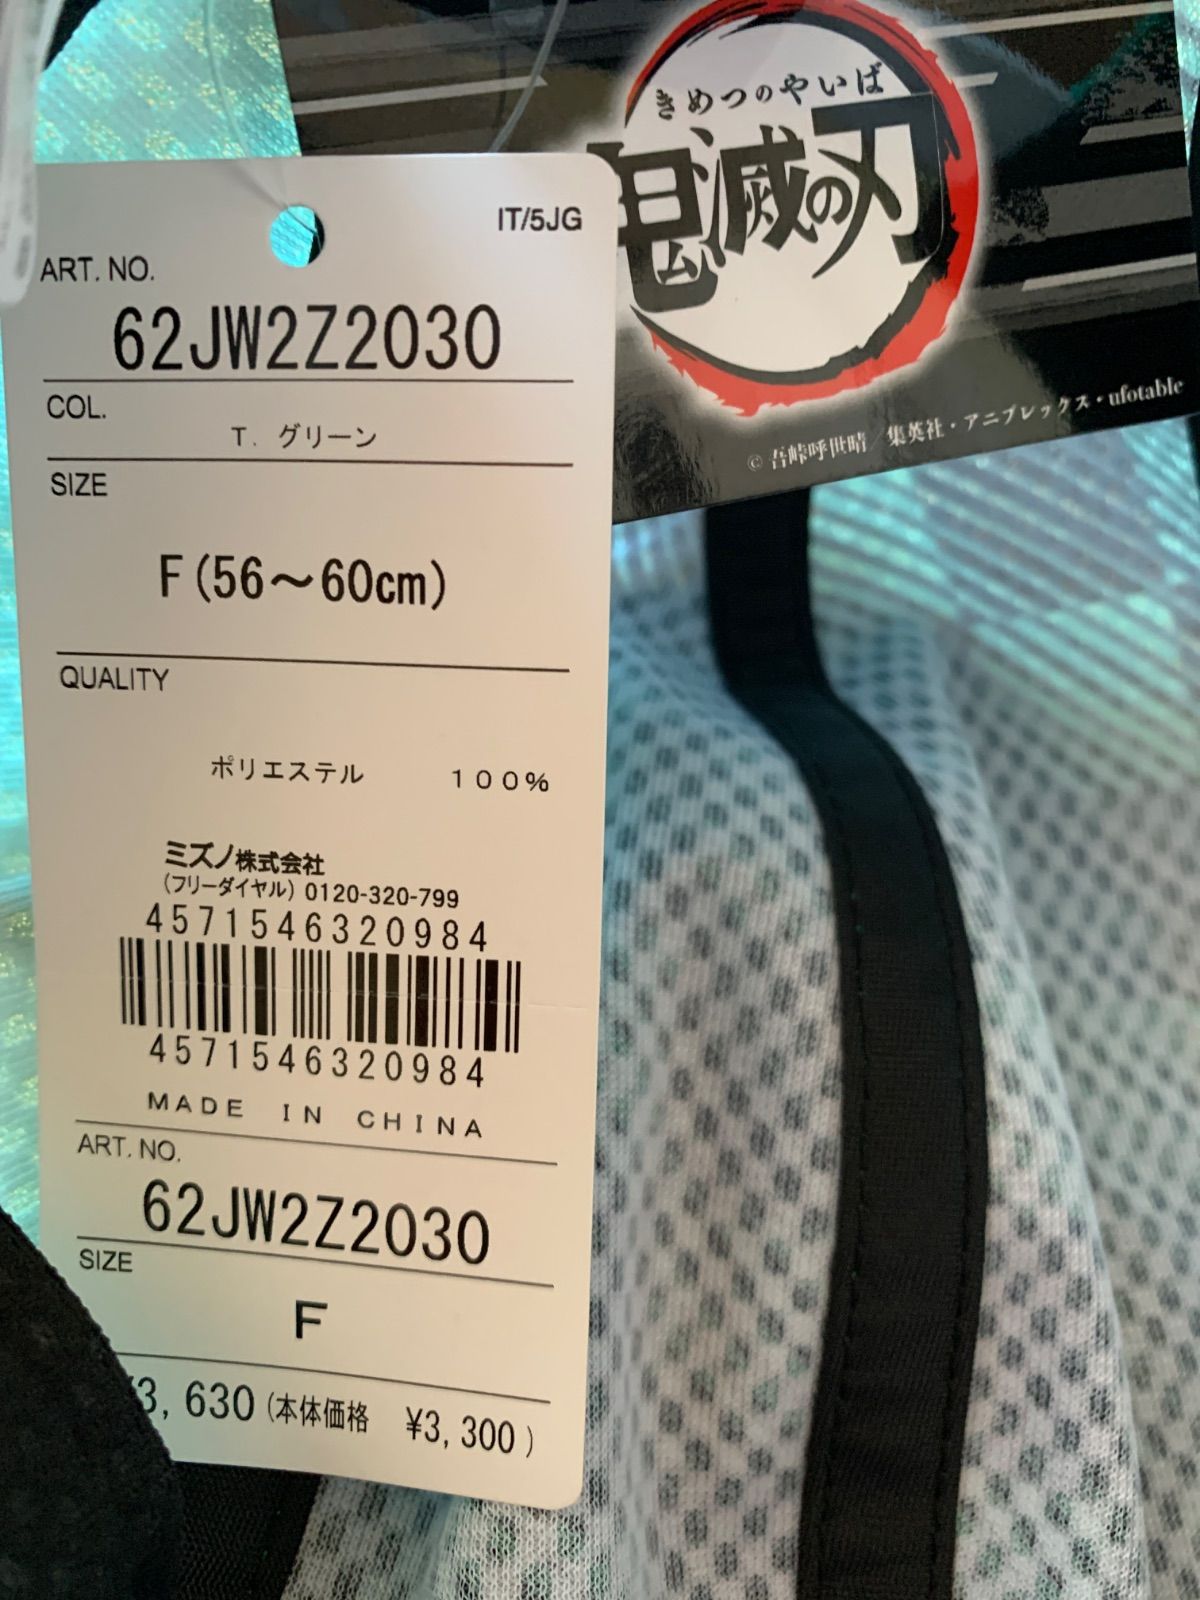 きめつのやいば
鬼滅の刃
© 吾峠呼世晴／集英社・アニプレックス・ufotable
IT/5JG
ART. NO.
62JW2Z2030
COL.
T. グリーン
SIZE
F(56〜60cm)
QUALITY
ポリエステル 100%
ミズノ株式会社
(フリーダイヤル) 0120-320-799
4571546320984
4571546320984
MADE IN CHINA
ART. NO.
62JW2Z2030
SIZE
F
¥3,630(本体価格 ¥3,300)